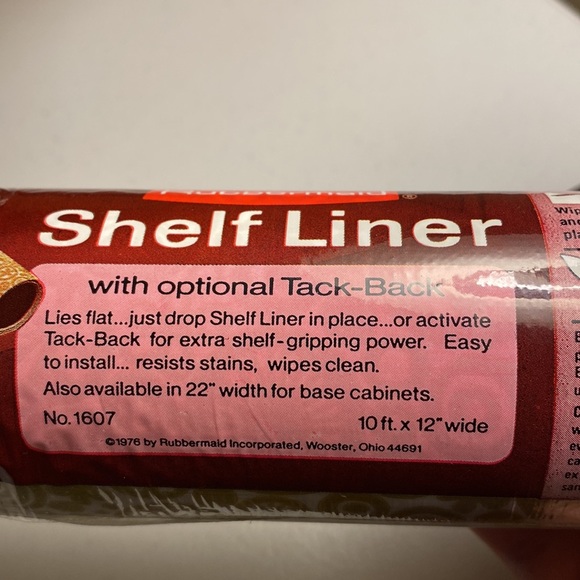 Rubbermaid®
Shelf Liner
with optional Tack-Back
Lies flat...just drop Shelf Liner in place...or activate
Tack-Back for extra shelf-gripping power. Easy
to install... resists stains, wipes clean.
Also available in 22" width for base cabinets.
No. 1607 10 ft. x 12" wide
©1976 by Rubbermaid Incorporated, Wooster, Ohio 44691